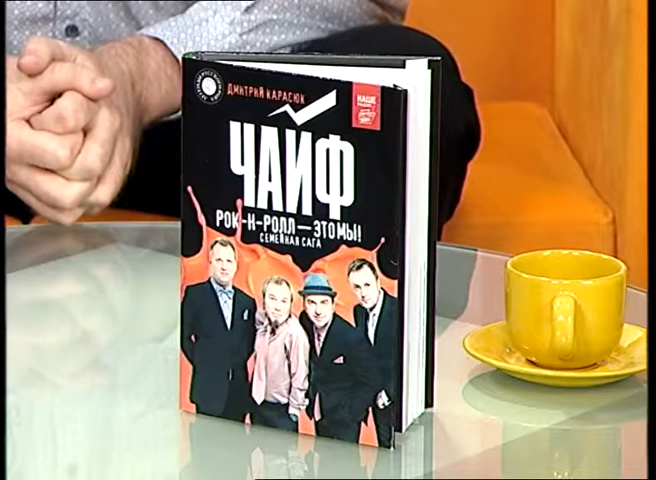 ДМИТРИЙ КАРАСЮК
НАШЕ
ЧАЙФ
РОК-Н-РОЛЛ — ЭТО МЫ!
СЕМЕЙНАЯ САГА